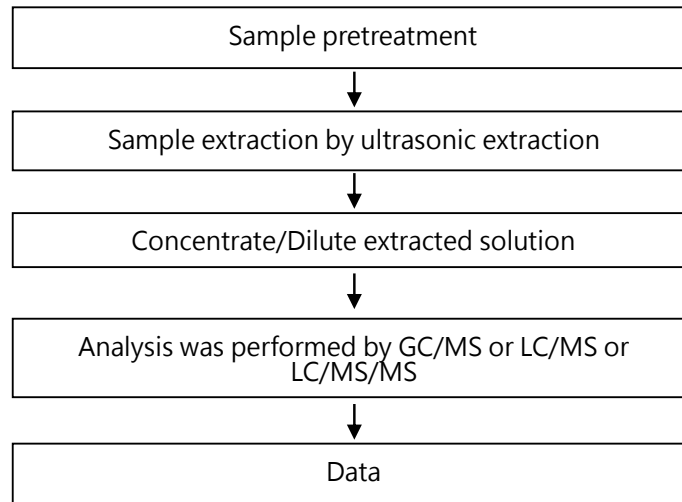 Sample pretreatment
Sample extraction by ultrasonic extraction
Concentrate/Dilute extracted solution
Analysis was performed by GC/MS or LC/MS or
LC/MS/MS
Data